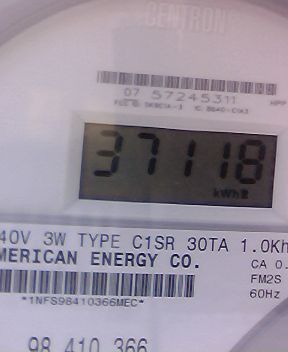 CENTRON
07 57245311
37118
kWh
40V 3W TYPE C1SR 30TA 1.0Kh
MERICAN ENERGY CO.
CA 0.
FM2S
60Hz
*1NFS98410366MEC*
98 410 366